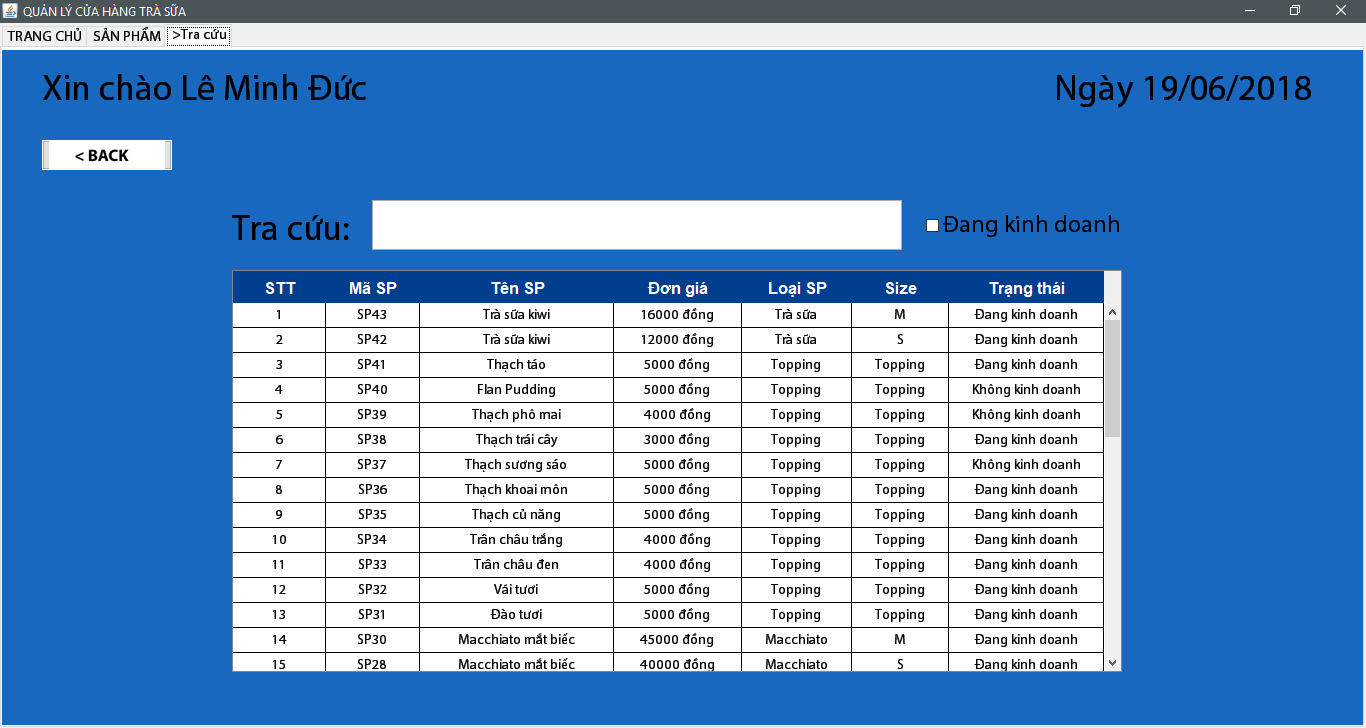 QUẢN LÝ CỬA HÀNG TRÀ SỮA
TRANG CHỦ SẢN PHẨM >Tra cứu
Xin chào Lê Minh Đức Ngày 19/06/2018
< BACK
Tra cứu: Đang kinh doanh
STT Mã SP Tên SP Đơn giá Loại SP Size Trạng thái
1 SP43 Trà sữa kiwi 16000 đồng Trà sữa M Đang kinh doanh
2 SP42 Trà sữa kiwi 12000 đồng Trà sữa S Đang kinh doanh
3 SP41 Thạch táo 5000 đồng Topping Topping Đang kinh doanh
4 SP40 Flan Pudding 5000 đồng Topping Topping Không kinh doanh
5 SP39 Thạch phô mai 4000 đồng Topping Topping Không kinh doanh
6 SP38 Thạch trái cây 3000 đồng Topping Topping Đang kinh doanh
7 SP37 Thạch sương sáo 5000 đồng Topping Topping Không kinh doanh
8 SP36 Thạch khoai môn 5000 đồng Topping Topping Đang kinh doanh
9 SP35 Thạch củ năng 5000 đồng Topping Topping Đang kinh doanh
10 SP34 Trân châu trắng 4000 đồng Topping Topping Đang kinh doanh
11 SP33 Trân châu đen 4000 đồng Topping Topping Đang kinh doanh
12 SP32 Vải tươi 5000 đồng Topping Topping Đang kinh doanh
13 SP31 Đào tươi 5000 đồng Topping Topping Đang kinh doanh
14 SP30 Macchiato mắt biếc 45000 đồng Macchiato M Đang kinh doanh
15 SP28 Macchiato mắt biếc 40000 đồng Macchiato S Đang kinh doanh